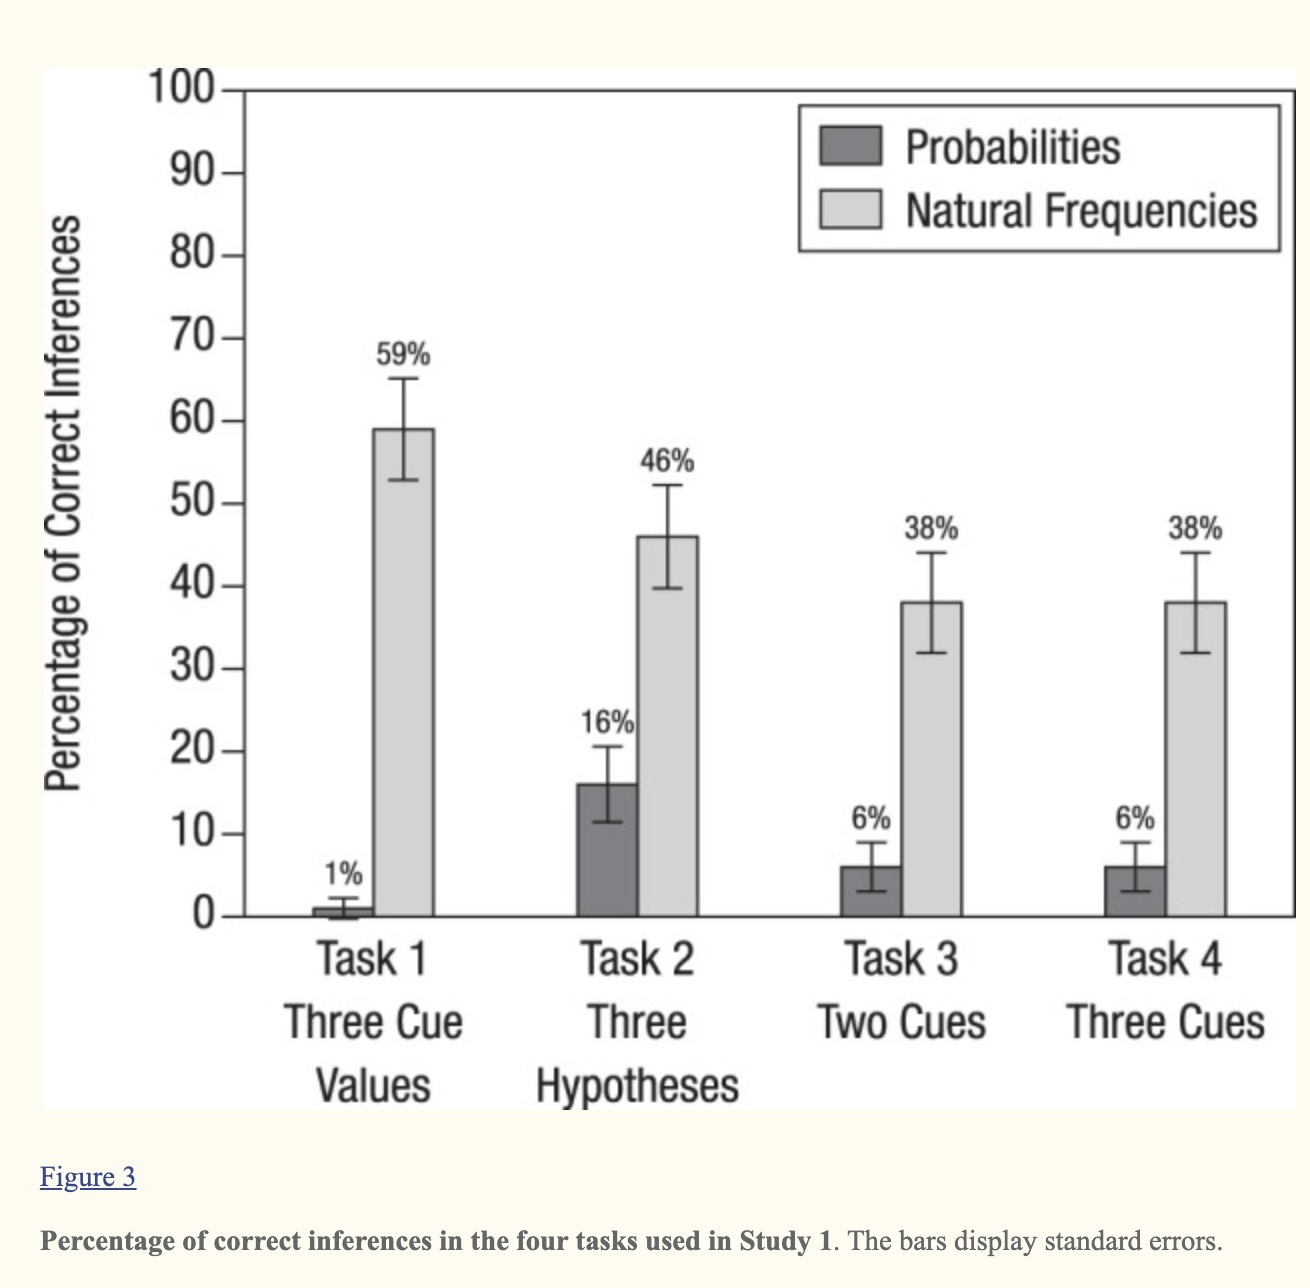 100
90
80
70
60
50
40
30
20
10
0
Percentage of Correct Inferences
Probabilities
Natural Frequencies
59%
46%
38%
38%
16%
6%
6%
1%
Task 1
Three Cue
Values
Task 2
Three
Hypotheses
Task 3
Two Cues
Task 4
Three Cues
Figure 3
Percentage of correct inferences in the four tasks used in Study 1. The bars display standard errors.